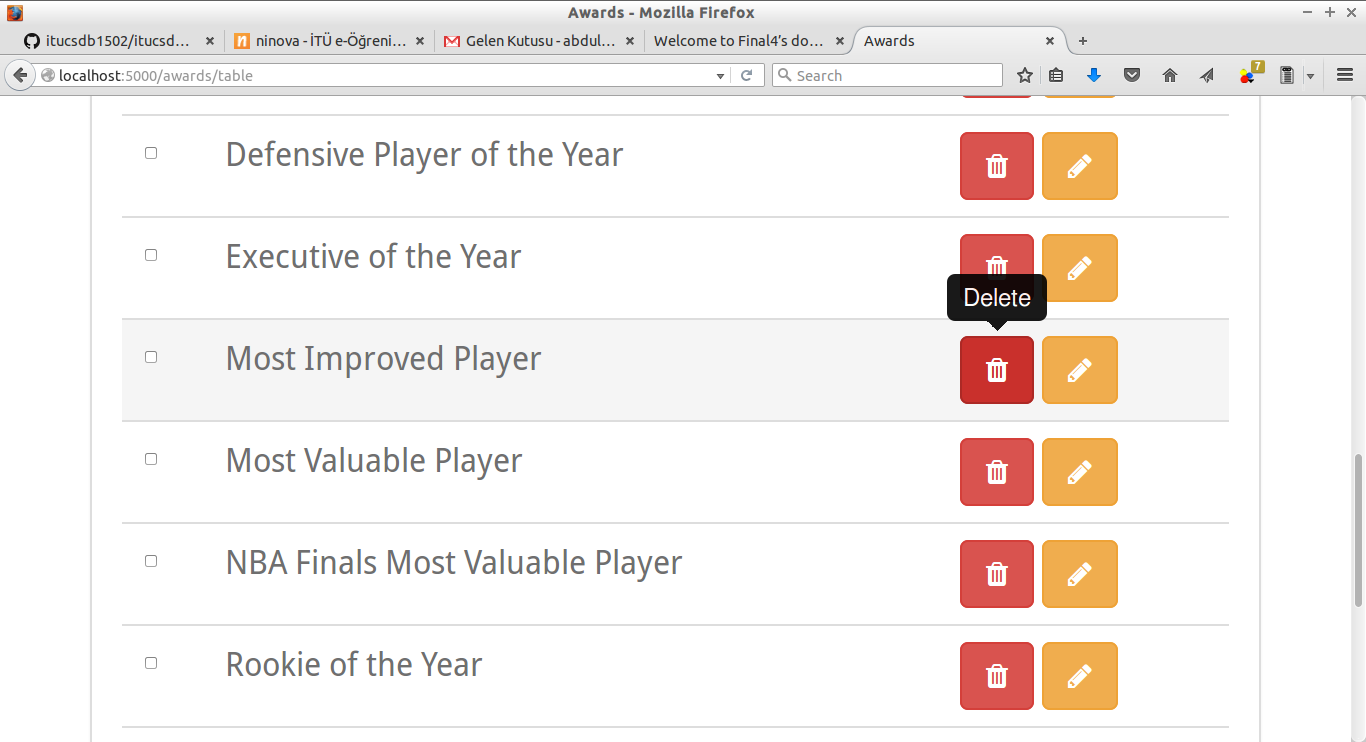 Awards - Mozilla Firefox
itucsdb1502/itucsd... ninova - İTÜ e-Öğreni... Gelen Kutusu - abdul... Welcome to Final4's do... Awards
localhost:5000/awards/table Search 7
Defensive Player of the Year
Executive of the Year
Delete
Most Improved Player
Most Valuable Player
NBA Finals Most Valuable Player
Rookie of the Year